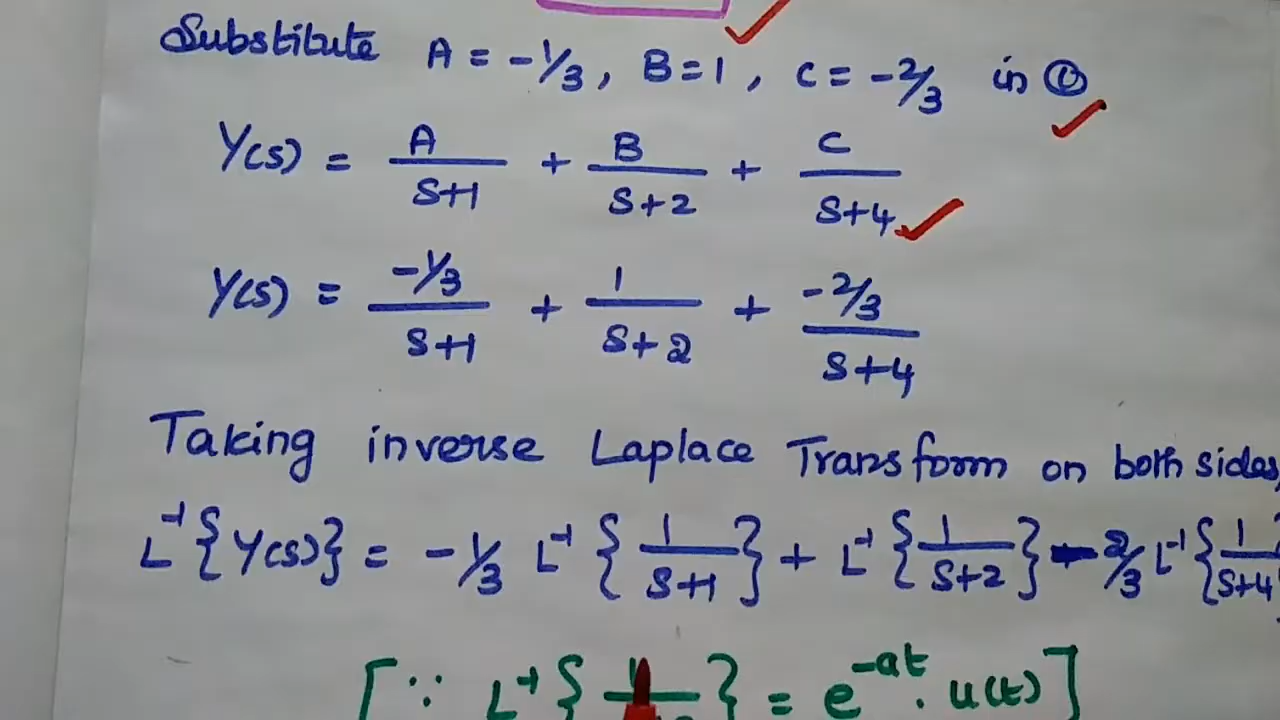 Substitute A = -1/3, B = 1, C = -2/3 in ①
Y(s) = A/(s+1) + B/(s+2) + C/(s+4)
Y(s) = (-1/3)/(s+1) + 1/(s+2) + (-2/3)/(s+4)
Taking inverse Laplace Transform on both sides,
L⁻¹{Y(s)} = -1/3 L⁻¹{1/(s+1)} + L⁻¹{1/(s+2)} - 2/3 L⁻¹{1/(s+4)
[∵ L⁻¹{1/ } = e^(-at) . u(t)]